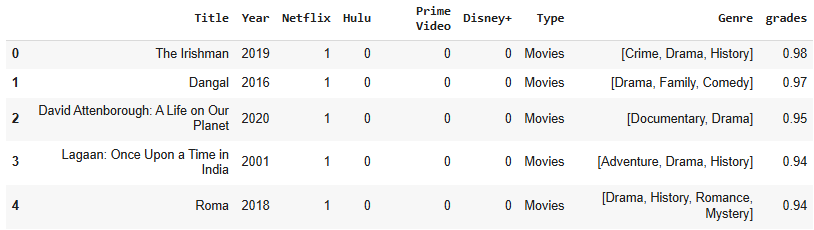 Title Year Netflix Hulu Prime Video Disney+ Type Genre grades
0 The Irishman 2019 1 0 0 0 Movies [Crime, Drama, History] 0.98
1 Dangal 2016 1 0 0 0 Movies [Drama, Family, Comedy] 0.97
2 David Attenborough: A Life on Our Planet 2020 1 0 0 0 Movies [Documentary, Drama] 0.95
3 Lagaan: Once Upon a Time in India 2001 1 0 0 0 Movies [Adventure, Drama, History] 0.94
4 Roma 2018 1 0 0 0 Movies [Drama, History, Romance, Mystery] 0.94